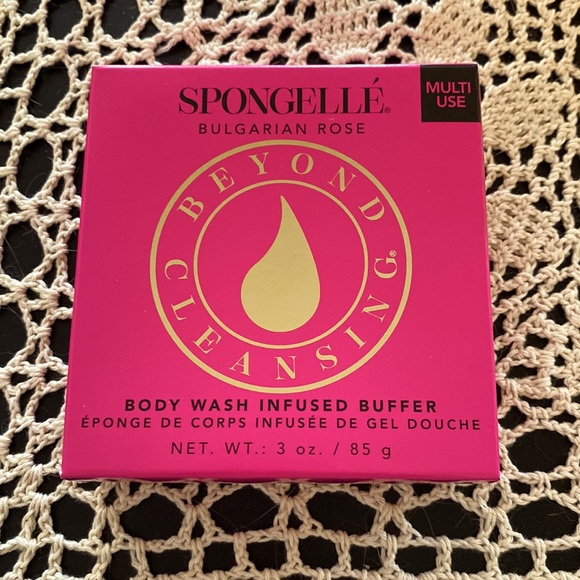 SPONGELLÉ®
MULTI
USE
BULGARIAN ROSE
BEYOND
CLEANSING®
BODY WASH INFUSED BUFFER
ÉPONGE DE CORPS INFUSÉE DE GEL DOUCHE
NET. WT.: 3 oz. / 85 g